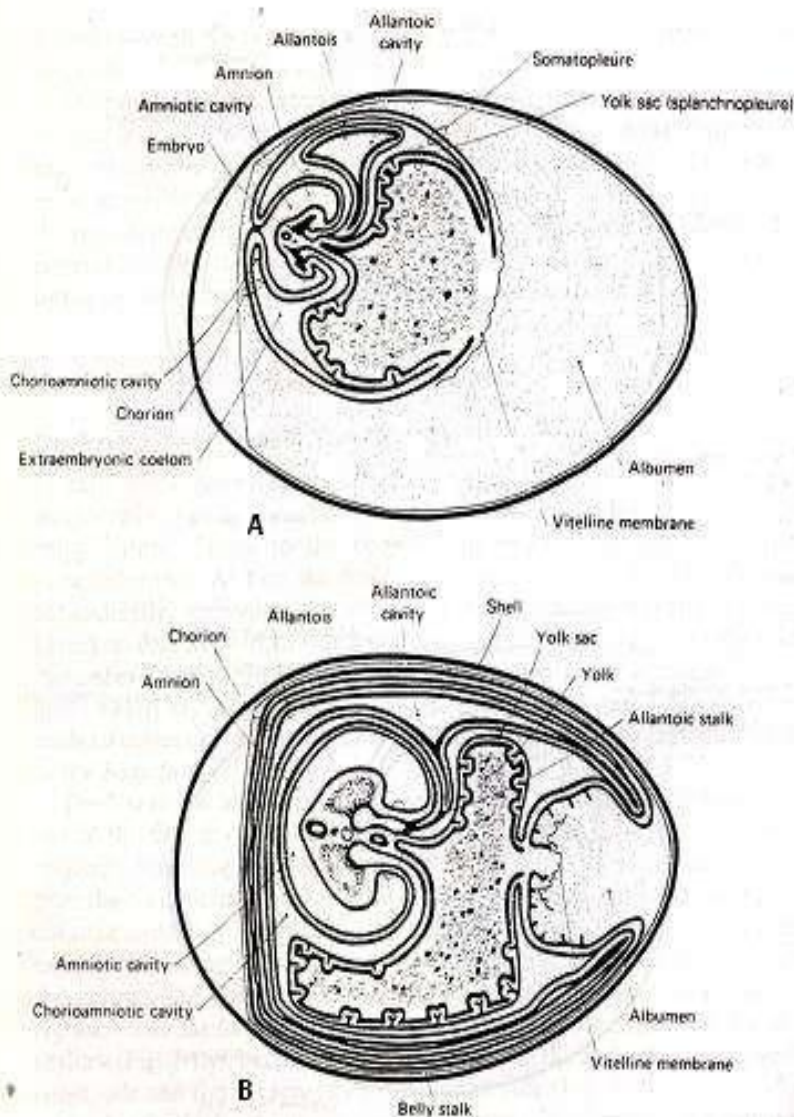 Allantoic
cavity
Allantois
Somatopleure
Amnion
Amniotic cavity
Yolk sac (splanchnopleure)
Embryo
Chorioamniotic cavity
Chorion
Extraembryonic coelom
Albumen
Vitelline membrane
A
Allantoic
cavity
Allantois
Shell
Chorion
Yolk sac
Amnion
Yolk
Allantoic stalk
Amniotic cavity
Chorioamniotic cavity
Albumen
Vitelline membrane
B
Belly stalk